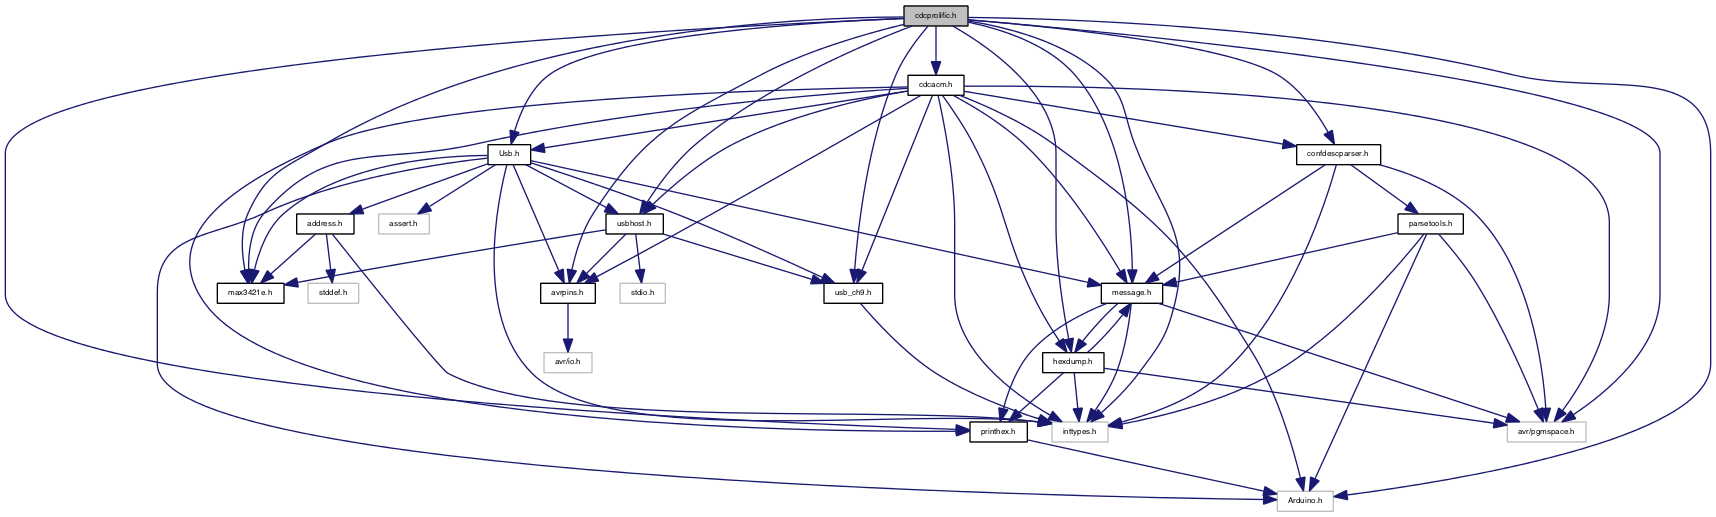 cdcprolific.h
cdcacm.h
Usb.h
confdescparser.h
address.h
assert.h
usbhost.h
parsetools.h
max3421e.h
stddef.h
avrpins.h
stdio.h
usb_ch9.h
message.h
avr/io.h
hexdump.h
printhex.h
inttypes.h
avr/pgmspace.h
Arduino.h